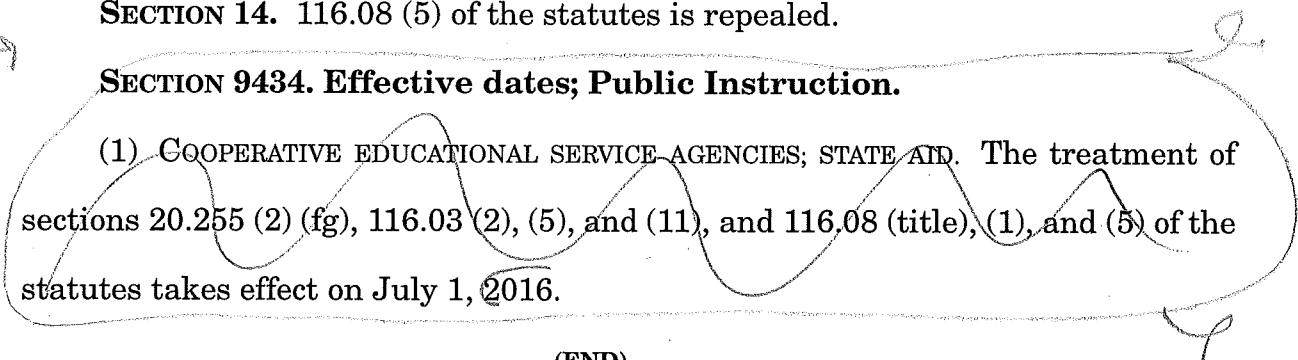 SECTION 14. 116.08 (5) of the statutes is repealed.
SECTION 9434. Effective dates; Public Instruction.
(1) COOPERATIVE EDUCATIONAL SERVICE AGENCIES; STATE AID. The treatment of
sections 20.255 (2) (fg), 116.03 (2), (5), and (11), and 116.08 (title), (1), and (5) of the
statutes takes effect on July 1, 2016.
(END)